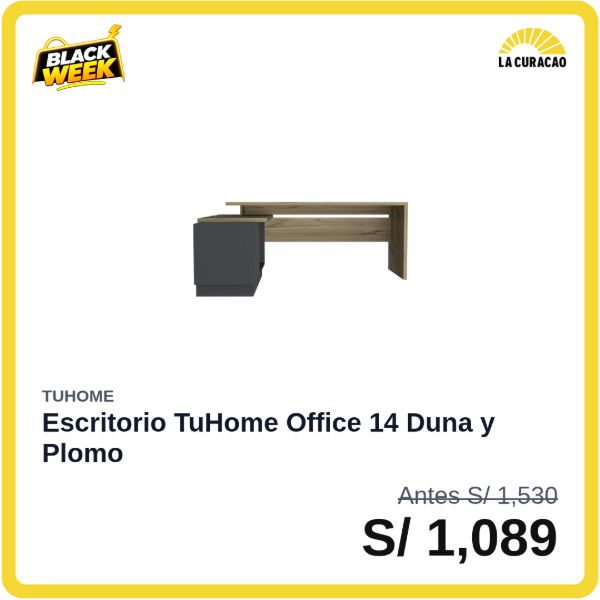 BLACK
WEEK
LA CURACAO
TUHOME
Escritorio TuHome Office 14 Duna y
Plomo
Antes S/ 1,530
S/ 1,089